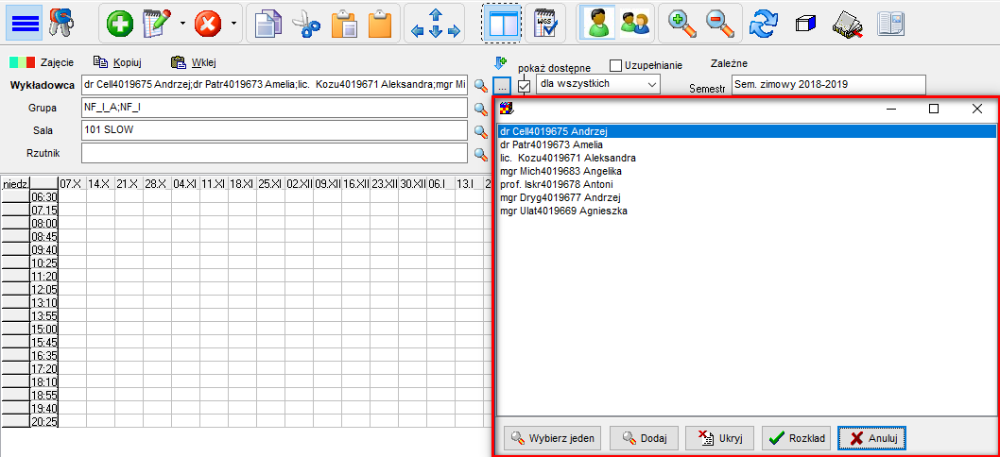 WGS
Zajęcie Kopiuj Wklej
pokaż dostępne Uzupełnianie Zależne
Wykładowca dr Cell4019675 Andrzej;dr Patr4019673 Amelia;lic. Kozu4019671 Aleksandra;mgr Mi ... dla wszystkich Semestr Sem. zimowy 2018-2019
Grupa NF_I_A;NF_I
Sala 101 SLOW
Rzutnik
dr Cell4019675 Andrzej
dr Patr4019673 Amelia
lic. Kozu4019671 Aleksandra
mgr Mich4019683 Angelika
prof. Iskr4019678 Antoni
mgr Dryg4019677 Andrzej
mgr Ulat4019669 Agnieszka
niedz. 07.X 14.X 21.X 28.X 04.XI 11.XI 18.XI 25.XI 02.XII 09.XII 16.XII 23.XII 30.XII 06.I 13.I 2
06:30
07.15
08:00
08:45
09:40
10:25
11:20
12:05
13:10
13:55
15:00
15:45
16:35
17:20
18:10
18:55
19:40
20:25
Wybierz jeden Dodaj Ukryj Rozklad Anuluj